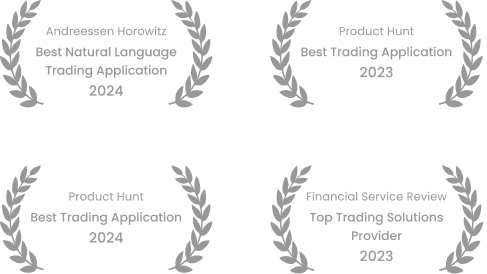 Andreessen Horowitz
Best Natural Language
Trading Application
2024
Product Hunt
Best Trading Application
2023
Product Hunt
Best Trading Application
2024
Financial Service Review
Top Trading Solutions
Provider
2023